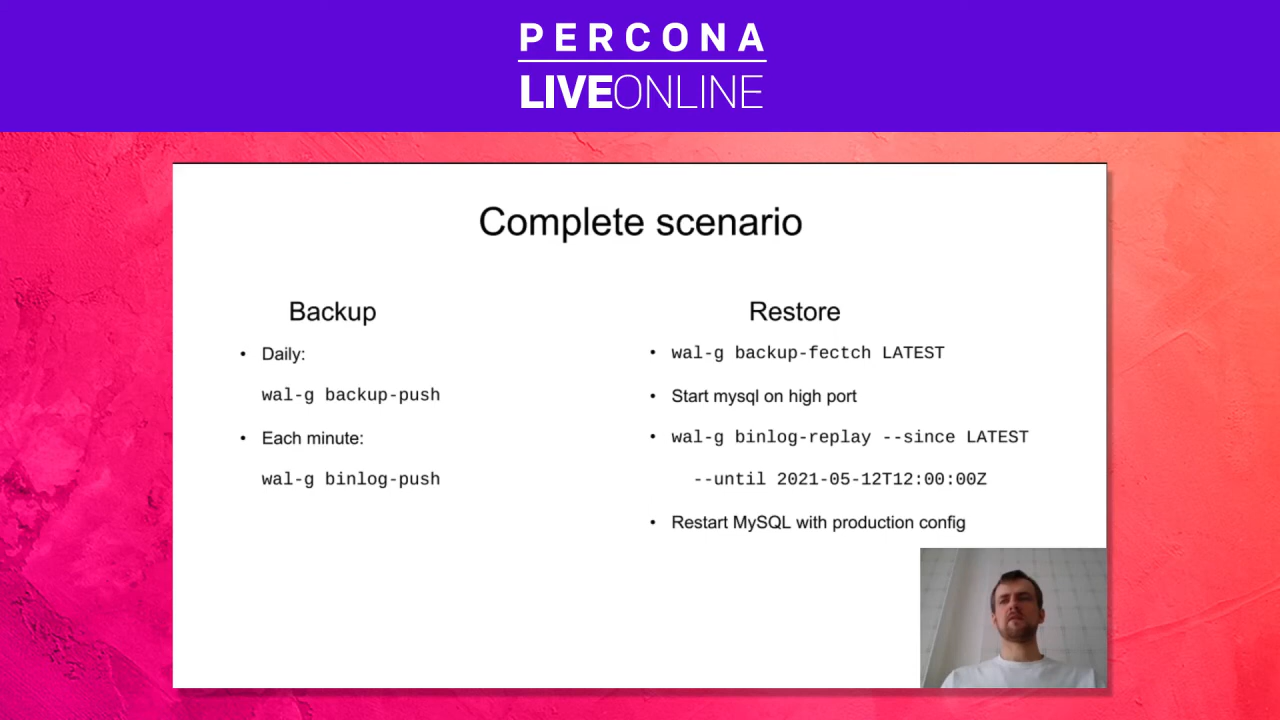 PERCONA
LIVEONLINE
Complete scenario
Backup
• Daily:
wal-g backup-push
• Each minute:
wal-g binlog-push
Restore
• wal-g backup-fectch LATEST
• Start mysql on high port
• wal-g binlog-replay --since LATEST
--until 2021-05-12T12:00:00Z
• Restart MySQL with production config